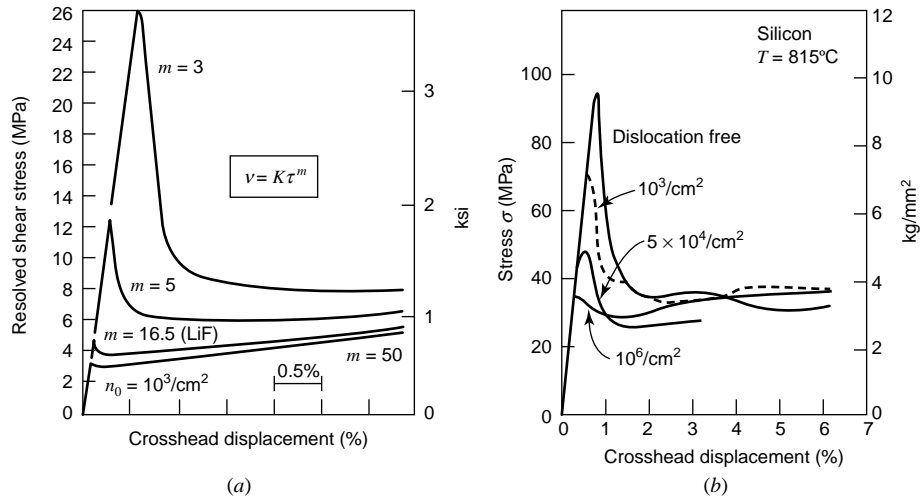 26
24
22
20
18
16
14
12
10
8
6
4
2
0
Resolved shear stress (MPa)
m = 3
ν = Kτ^m
m = 5
m = 16.5 (LiF)
m = 50
n₀ = 10³/cm²
0.5%
3
2
1
0
ksi
Crosshead displacement (%)
(a)
100
80
60
40
20
0
Stress σ (MPa)
Silicon
T = 815°C
Dislocation free
10³/cm²
5 × 10⁴/cm²
10⁶/cm²
12
10
8
6
4
2
0
kg/mm²
0 1 2 3 4 5 6 7
Crosshead displacement (%)
(b)